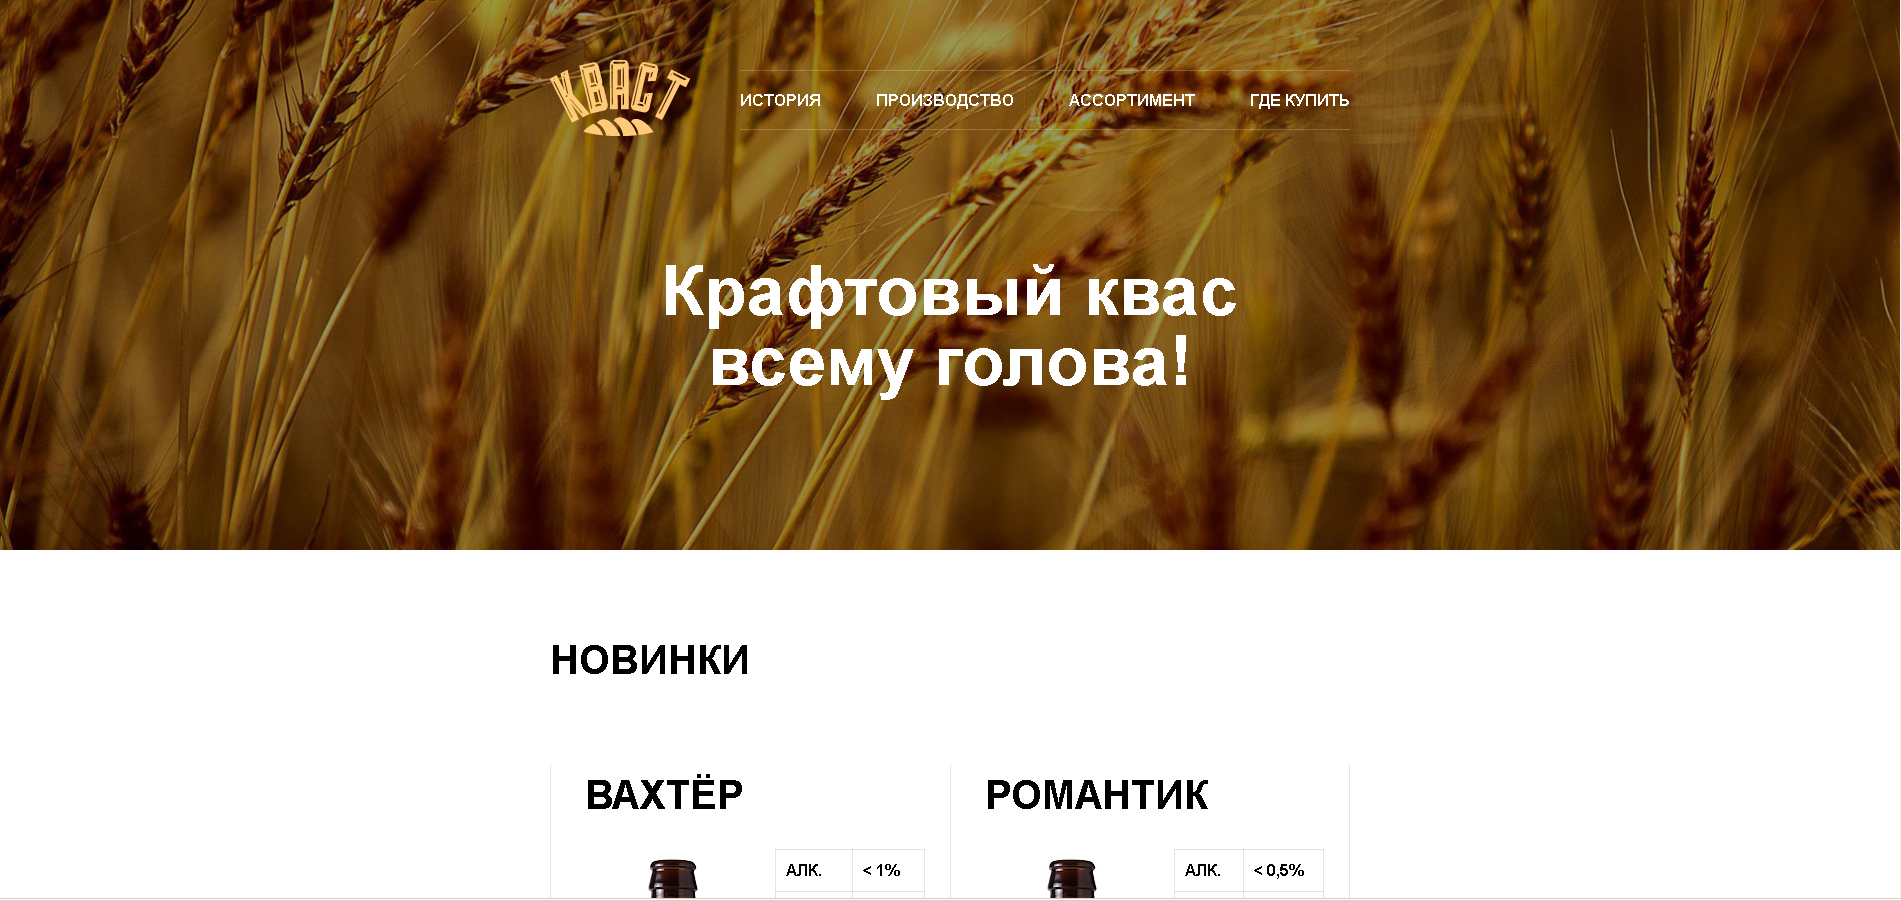 КВАСТ
ИСТОРИЯ ПРОИЗВОДСТВО АССОРТИМЕНТ ГДЕ КУПИТЬ
Крафтовый квас
всему голова!
НОВИНКИ
ВАХТЁР
АЛК. < 1%
РОМАНТИК
АЛК. < 0,5%